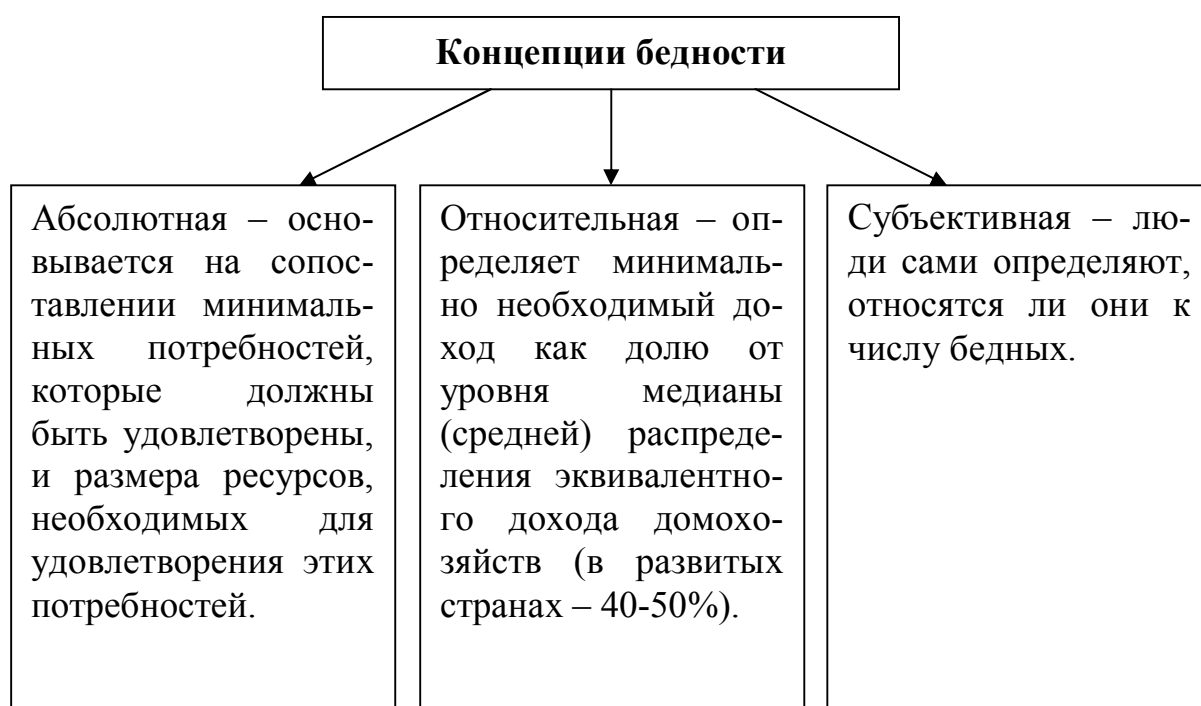 Концепции бедности
Абсолютная – осно-
вывается на сопос-
тавлении минималь-
ных потребностей,
которые должны
быть удовлетворены,
и размера ресурсов,
необходимых для
удовлетворения этих
потребностей.
Относительная – оп-
ределяет минималь-
но необходимый до-
ход как долю от
уровня медианы
(средней) распреде-
ления эквивалентно-
го дохода домохо-
зяйств (в развитых
странах – 40-50%).
Субъективная – лю-
ди сами определяют,
относятся ли они к
числу бедных.